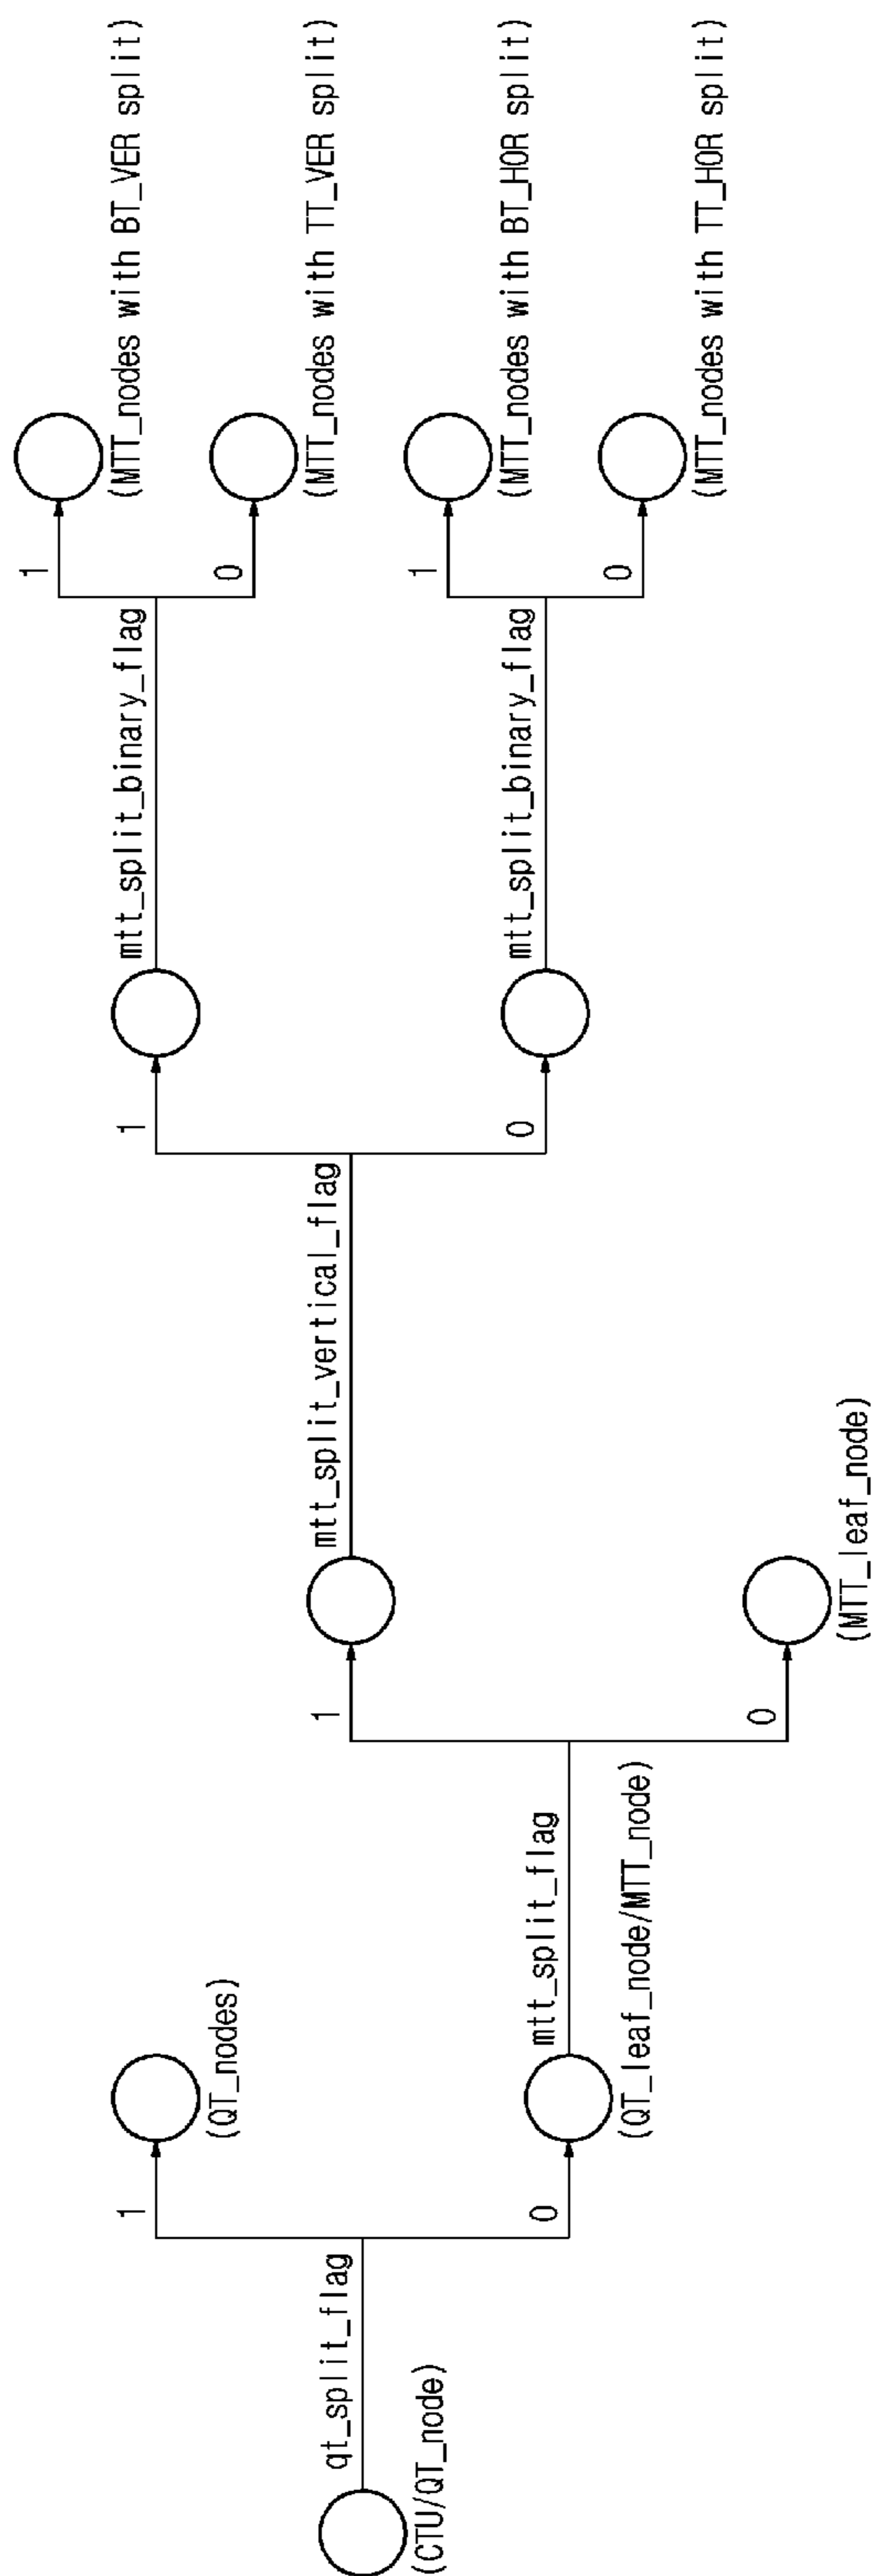 (CTU/QT_node)
qt_split_flag
1
0
(QT_nodes)
(QT_leaf_node/MTT_node)
mtt_split_flag
1
0
(MTT_leaf_node)
mtt_split_vertical_flag
1
0
mtt_split_binary_flag
1
0
(MTT_nodes with BT_VER split)
(MTT_nodes with TT_VER split)
mtt_split_binary_flag
1
0
(MTT_nodes with BT_HOR split)
(MTT_nodes with TT_HOR split)